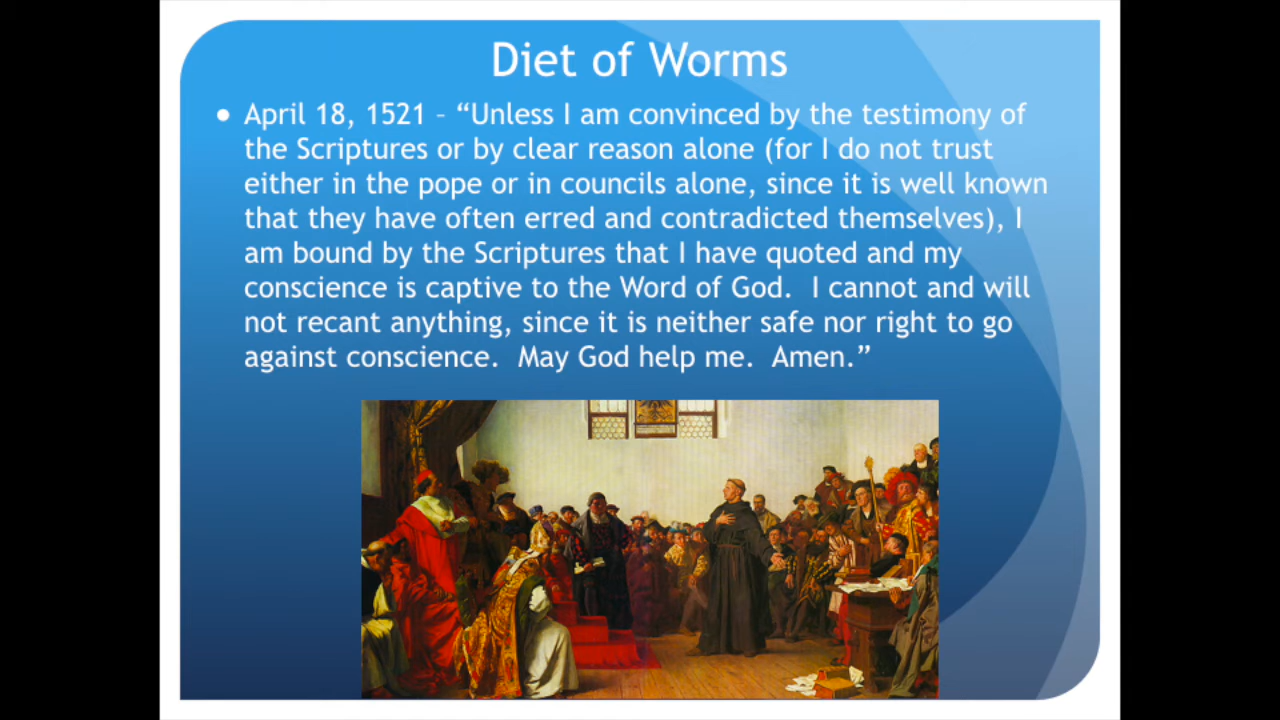 Diet of Worms
● April 18, 1521 – “Unless I am convinced by the testimony of
the Scriptures or by clear reason alone (for I do not trust
either in the pope or in councils alone, since it is well known
that they have often erred and contradicted themselves), I
am bound by the Scriptures that I have quoted and my
conscience is captive to the Word of God.  I cannot and will
not recant anything, since it is neither safe nor right to go
against conscience.  May God help me.  Amen.”